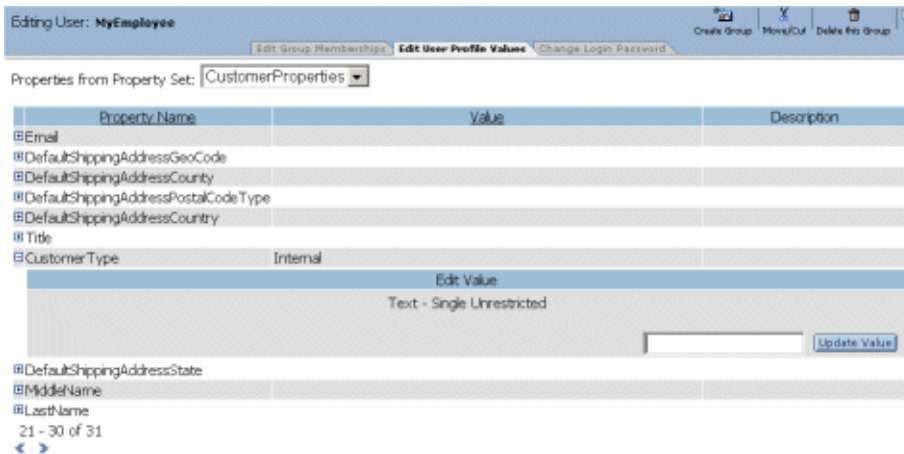 Editing User: MyEmployee
Create Group Move/Cut Delete this Group
Edit Group Memberships Edit User Profile Values Change Login Password
Properties from Property Set: CustomerProperties
Property Name Value Description
Email
DefaultShippingAddressGeoCode
DefaultShippingAddressCounty
DefaultShippingAddressPostalCodeType
DefaultShippingAddressCountry
Title
CustomerType Internal
Edit Value
Text - Single Unrestricted
Update Value
DefaultShippingAddressState
MiddleName
LastName
21 - 30 of 31